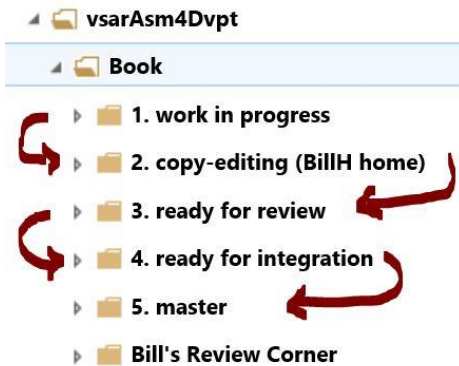 vsarAsm4Dvpt
Book
1. work in progress
2. copy-editing (BillH home)
3. ready for review
4. ready for integration
5. master
Bill's Review Corner